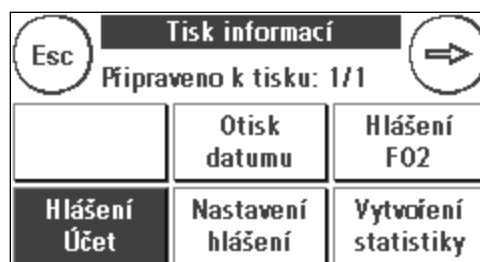 Esc
Tisk informací
Připraveno k tisku: 1/1
Otisk
datumu
Hlášení
FO2
Hlášení
Účet
Nastavení
hlášení
Vytvoření
statistiky